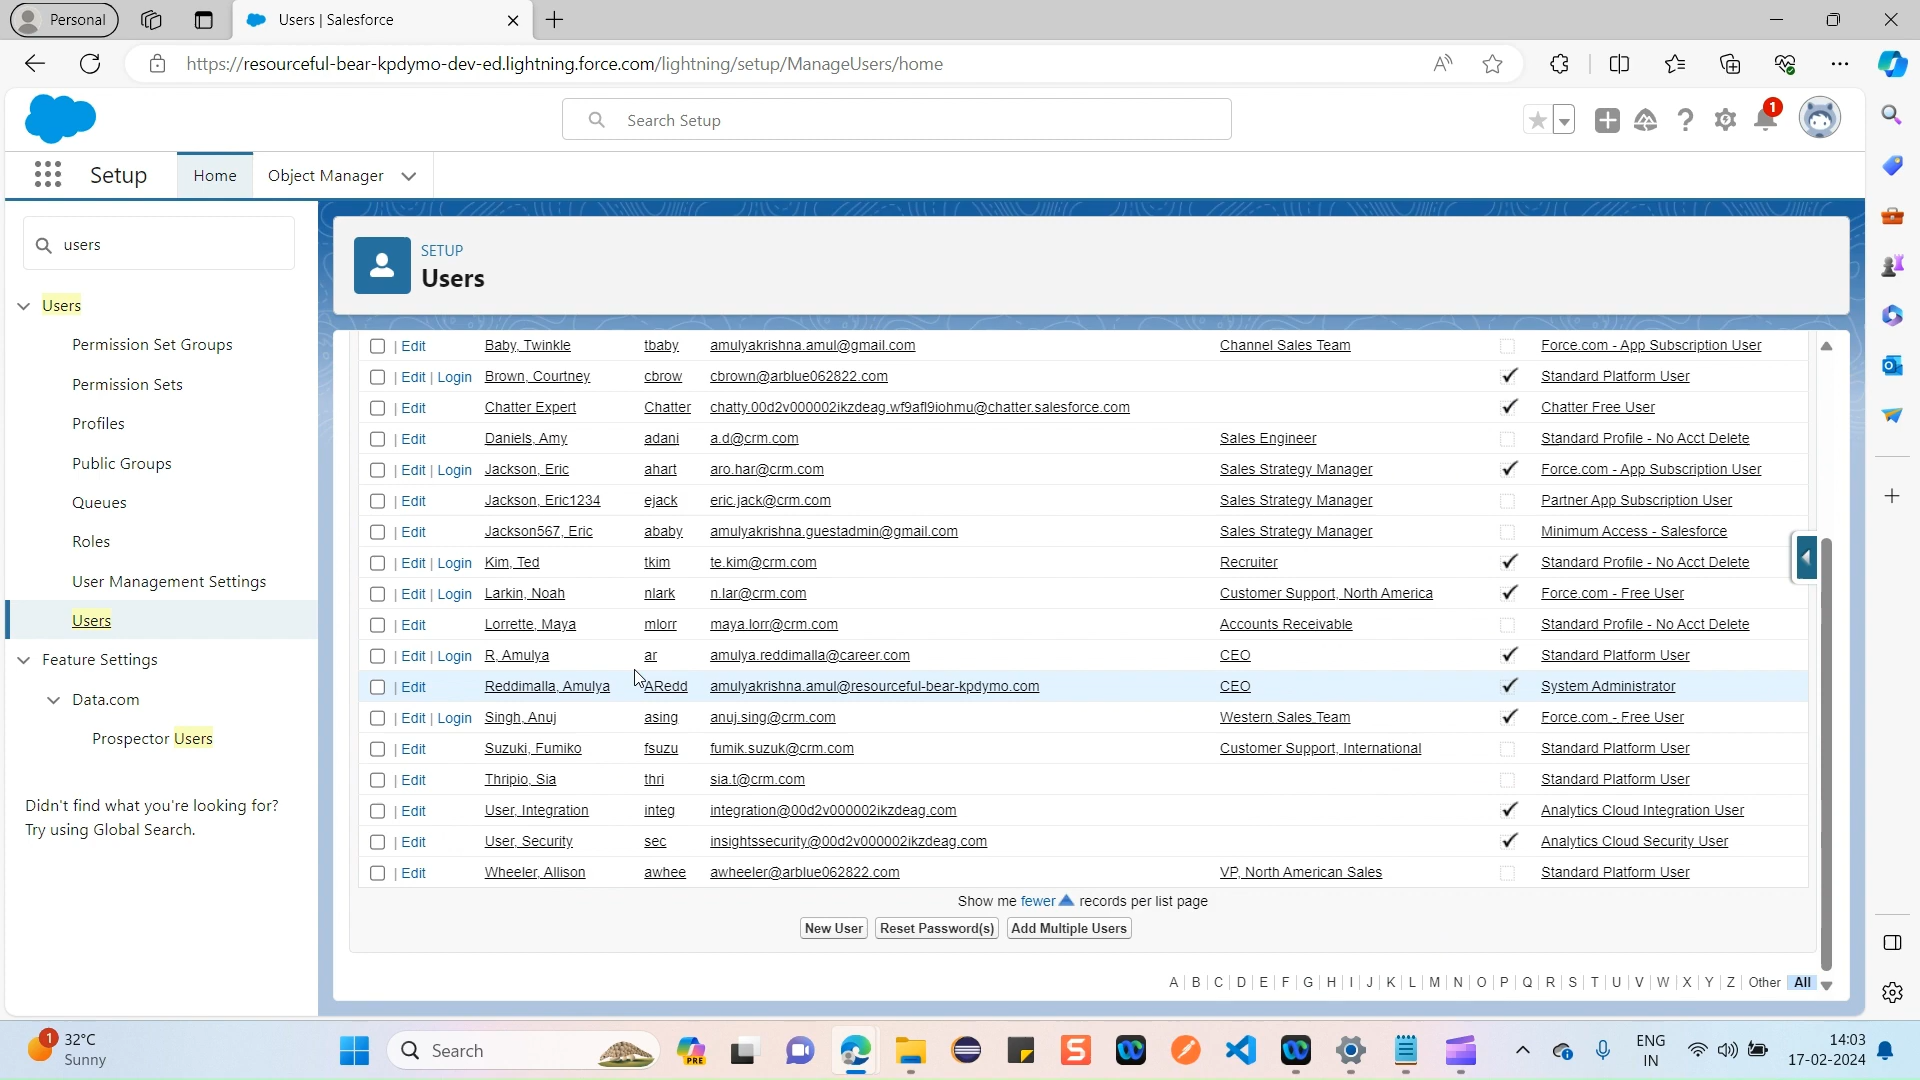 Personal
Users | Salesforce
https://resourceful-bear-kpdymo-dev-ed.lightning.force.com/lightning/setup/ManageUsers/home
Search Setup
1
Setup
Home
Object Manager
users
SETUP
Users
Users
Permission Set Groups
Permission Sets
Profiles
Public Groups
Queues
Roles
User Management Settings
Users
Feature Settings
Data.com
Prospector Users
Didn't find what you're looking for?
Try using Global Search.
| Edit Baby, Twinkle tbaby amulyakrishna.amul@gmail.com Channel Sales Team Force.com - App Subscription User
| Edit | Login Brown, Courtney cbrow cbrown@arblue062822.com Standard Platform User
| Edit Chatter Expert Chatter chatty.00d2v000002ikzdeag.wf9afl9iohmu@chatter.salesforce.com Chatter Free User
| Edit Daniels, Amy adani a.d@crm.com Sales Engineer Standard Profile - No Acct Delete
| Edit | Login Jackson, Eric ahart aro.har@crm.com Sales Strategy Manager Force.com - App Subscription User
| Edit Jackson, Eric1234 ejack eric.jack@crm.com Sales Strategy Manager Partner App Subscription User
| Edit Jackson567, Eric ababy amulyakrishna.guestadmin@gmail.com Sales Strategy Manager Minimum Access - Salesforce
| Edit | Login Kim, Ted tkim te.kim@crm.com Recruiter Standard Profile - No Acct Delete
| Edit | Login Larkin, Noah nlark n.lar@crm.com Customer Support, North America Force.com - Free User
| Edit Lorrette, Maya mlorr maya.lorr@crm.com Accounts Receivable Standard Profile - No Acct Delete
| Edit | Login R, Amulya ar amulya.reddimalla@career.com CEO Standard Platform User
| Edit Reddimalla, Amulya ARedd amulyakrishna.amul@resourceful-bear-kpdymo.com CEO System Administrator
| Edit | Login Singh, Anuj asing anuj.sing@crm.com Western Sales Team Force.com - Free User
| Edit Suzuki, Fumiko fsuzu fumik.suzuk@crm.com Customer Support, International Standard Platform User
| Edit Thripio, Sia thri sia.t@crm.com Standard Platform User
| Edit User, Integration integ integration@00d2v000002ikzdeag.com Analytics Cloud Integration User
| Edit User, Security sec insightssecurity@00d2v000002ikzdeag.com Analytics Cloud Security User
| Edit Wheeler, Allison awhee awheeler@arblue062822.com VP, North American Sales Standard Platform User
Show me fewer records per list page
New User Reset Password(s) Add Multiple Users
A | B | C | D | E | F | G | H | I | J | K | L | M | N | O | P | Q | R | S | T | U | V | W | X | Y | Z | Other All
1
32°C
Sunny
Search
PRE
ENG
IN
14:03
17-02-2024